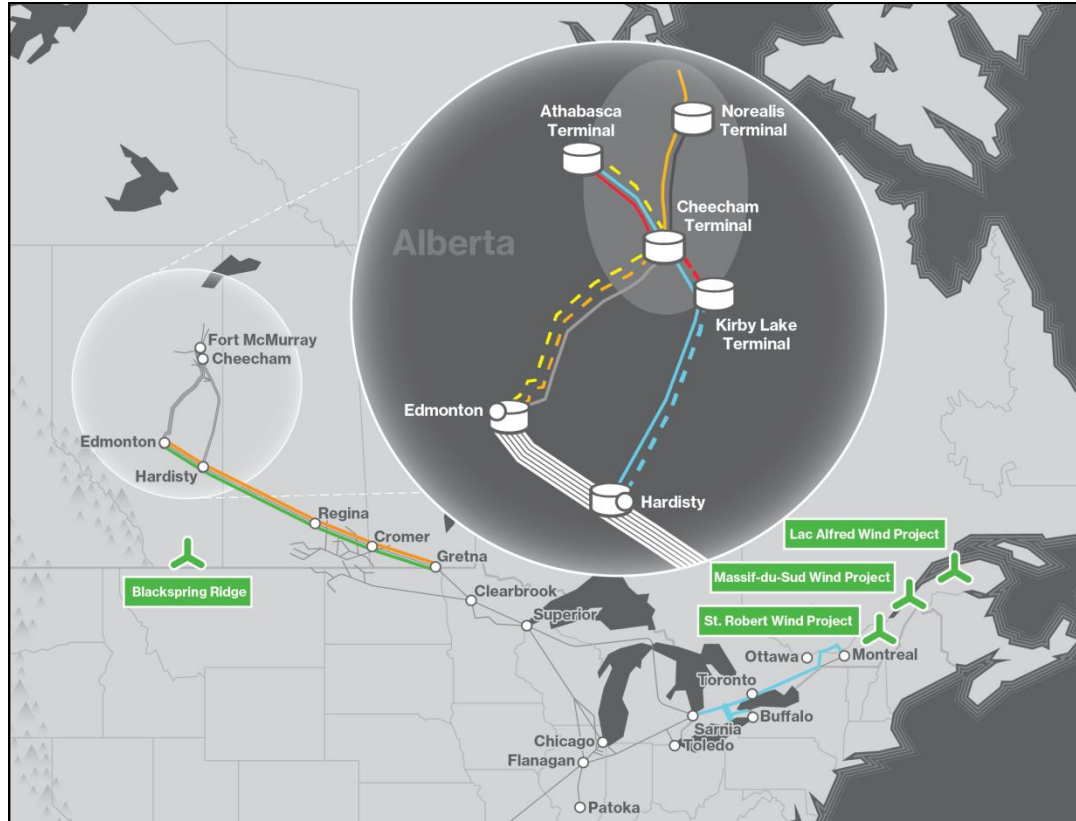 Athabasca
Terminal
Norealis
Terminal
Cheecham
Terminal
Alberta
Kirby Lake
Terminal
Edmonton
Hardisty
Fort McMurray
Cheecham
Edmonton
Hardisty
Regina
Cromer
Gretna
Clearbrook
Superior
Blackspring Ridge
Lac Alfred Wind Project
Massif-du-Sud Wind Project
St. Robert Wind Project
Ottawa
Montreal
Toronto
Buffalo
Sarnia
Toledo
Chicago
Flanagan
Patoka